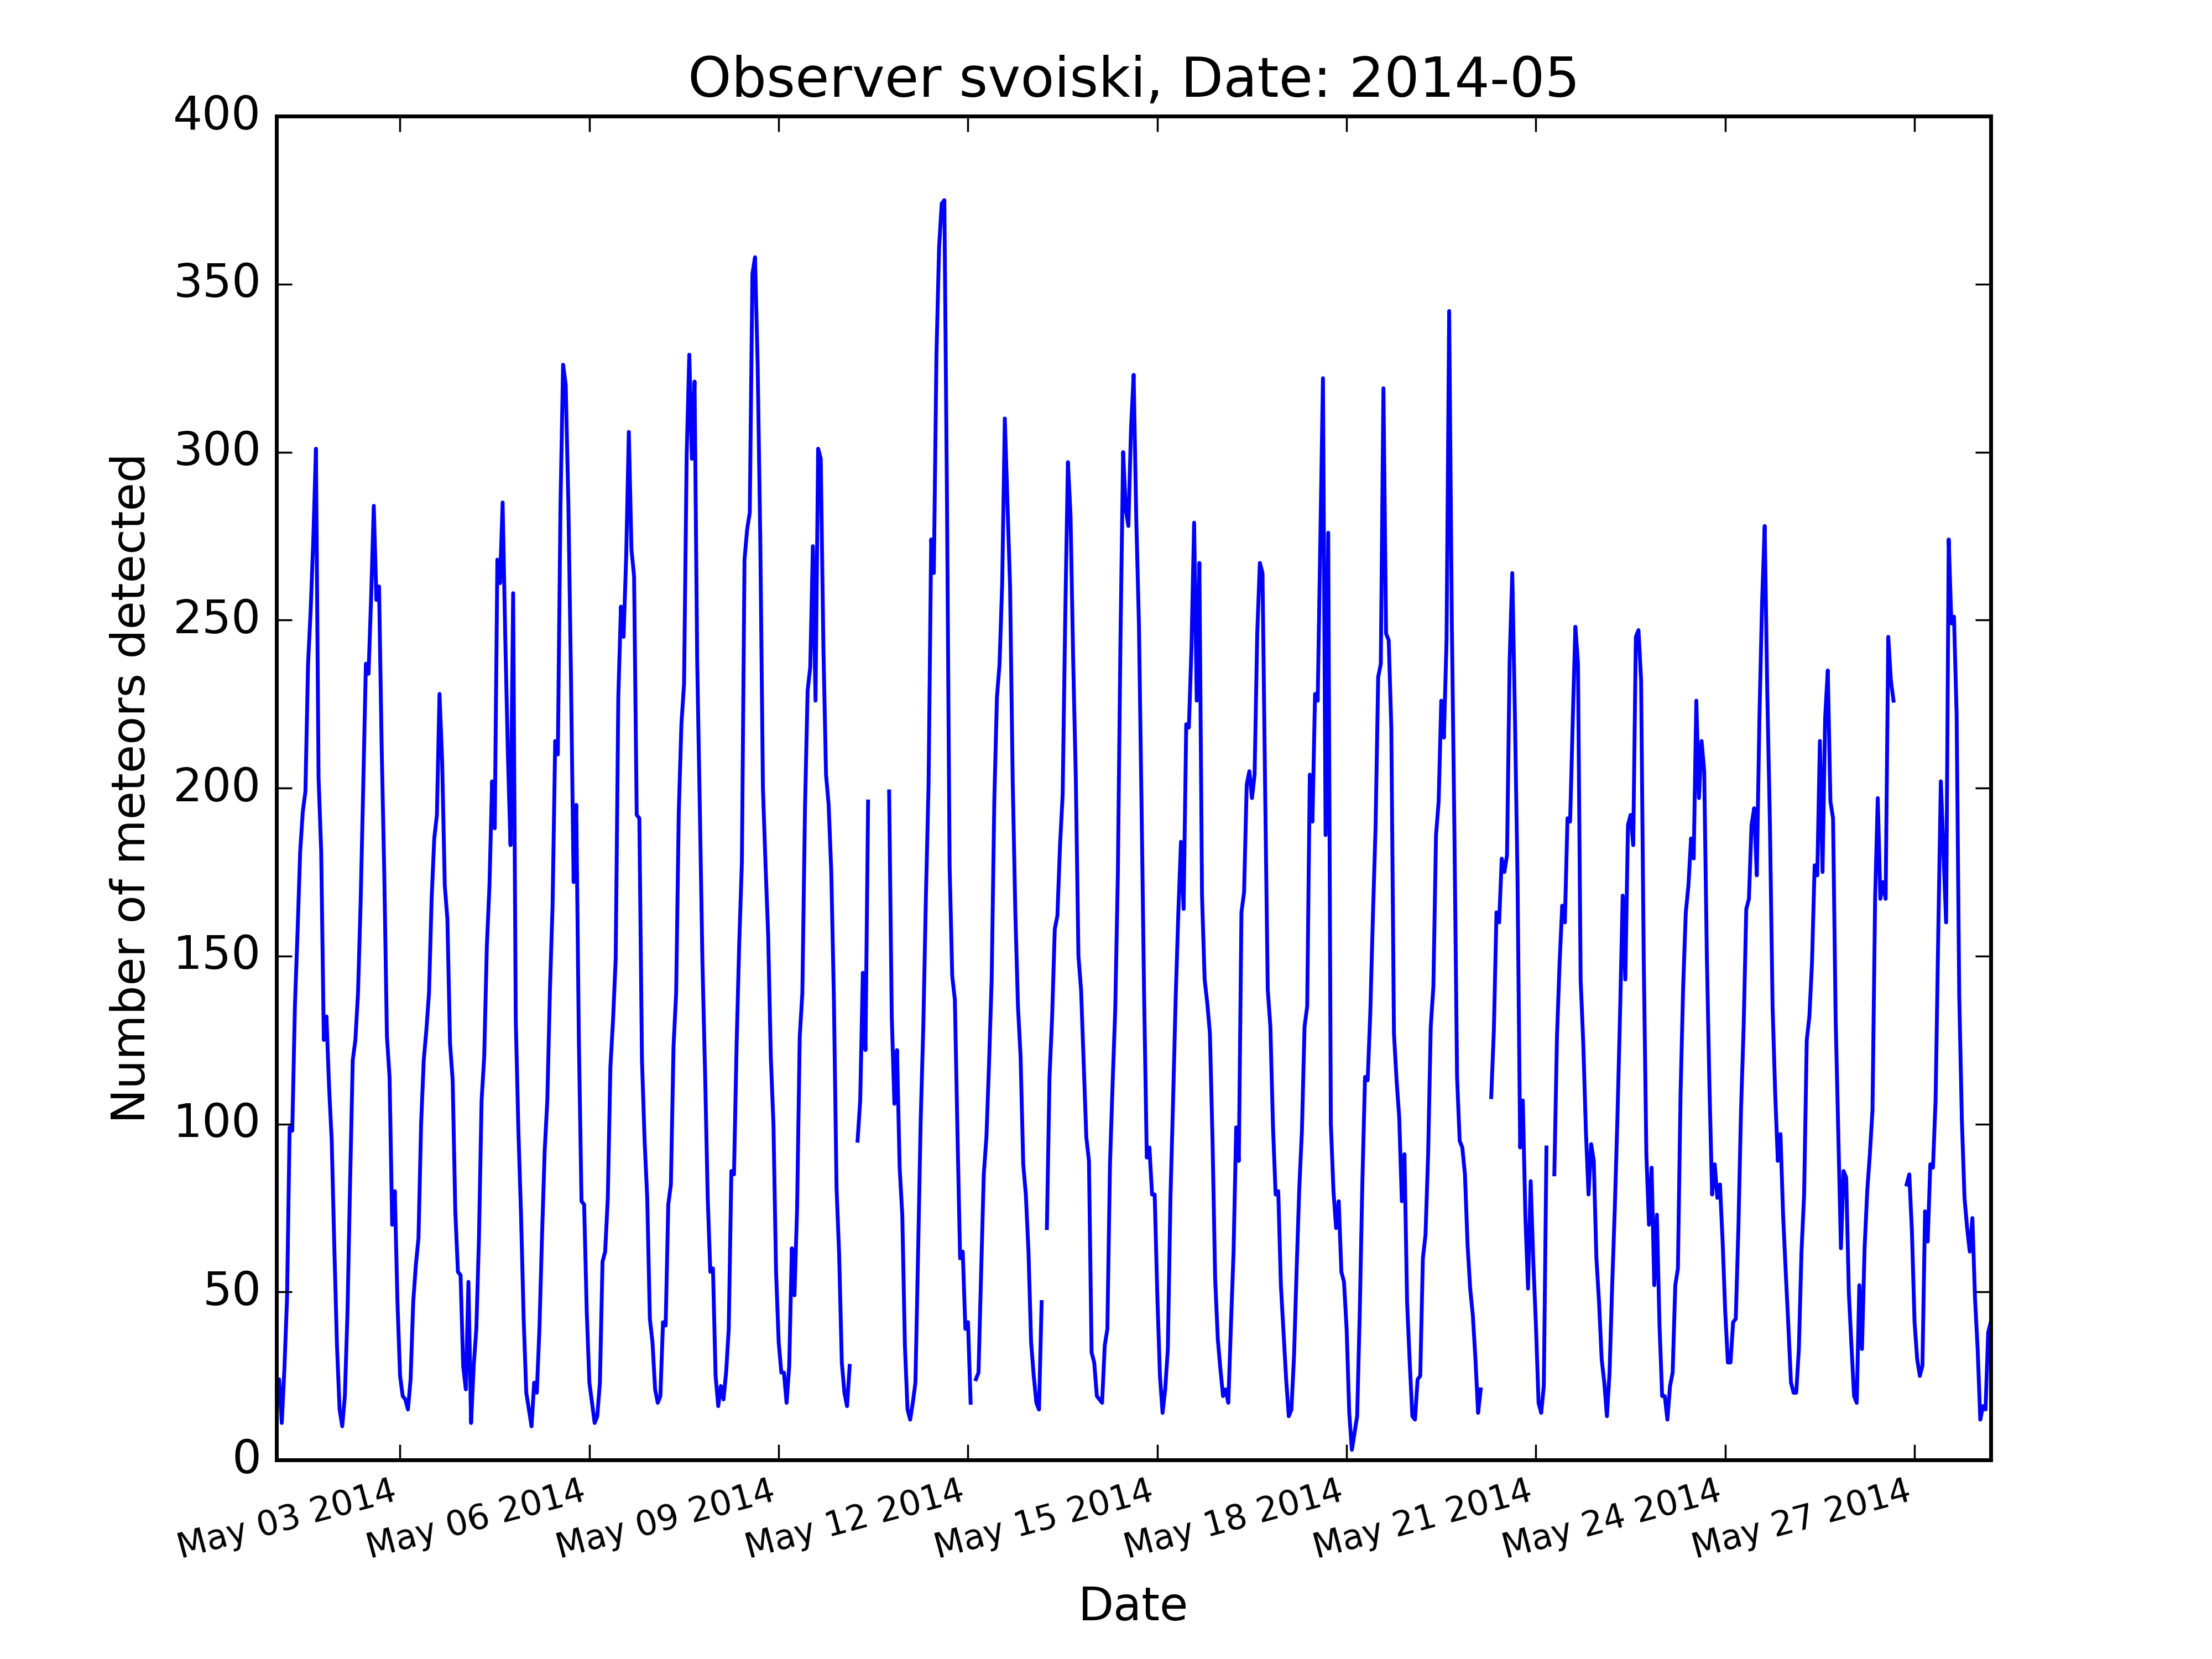 Observer svoiski, Date: 2014-05
400
350
300
250
200
150
100
50
0
Number of meteors detected
May 03 2014
May 06 2014
May 09 2014
May 12 2014
May 15 2014
May 18 2014
May 21 2014
May 24 2014
May 27 2014
Date